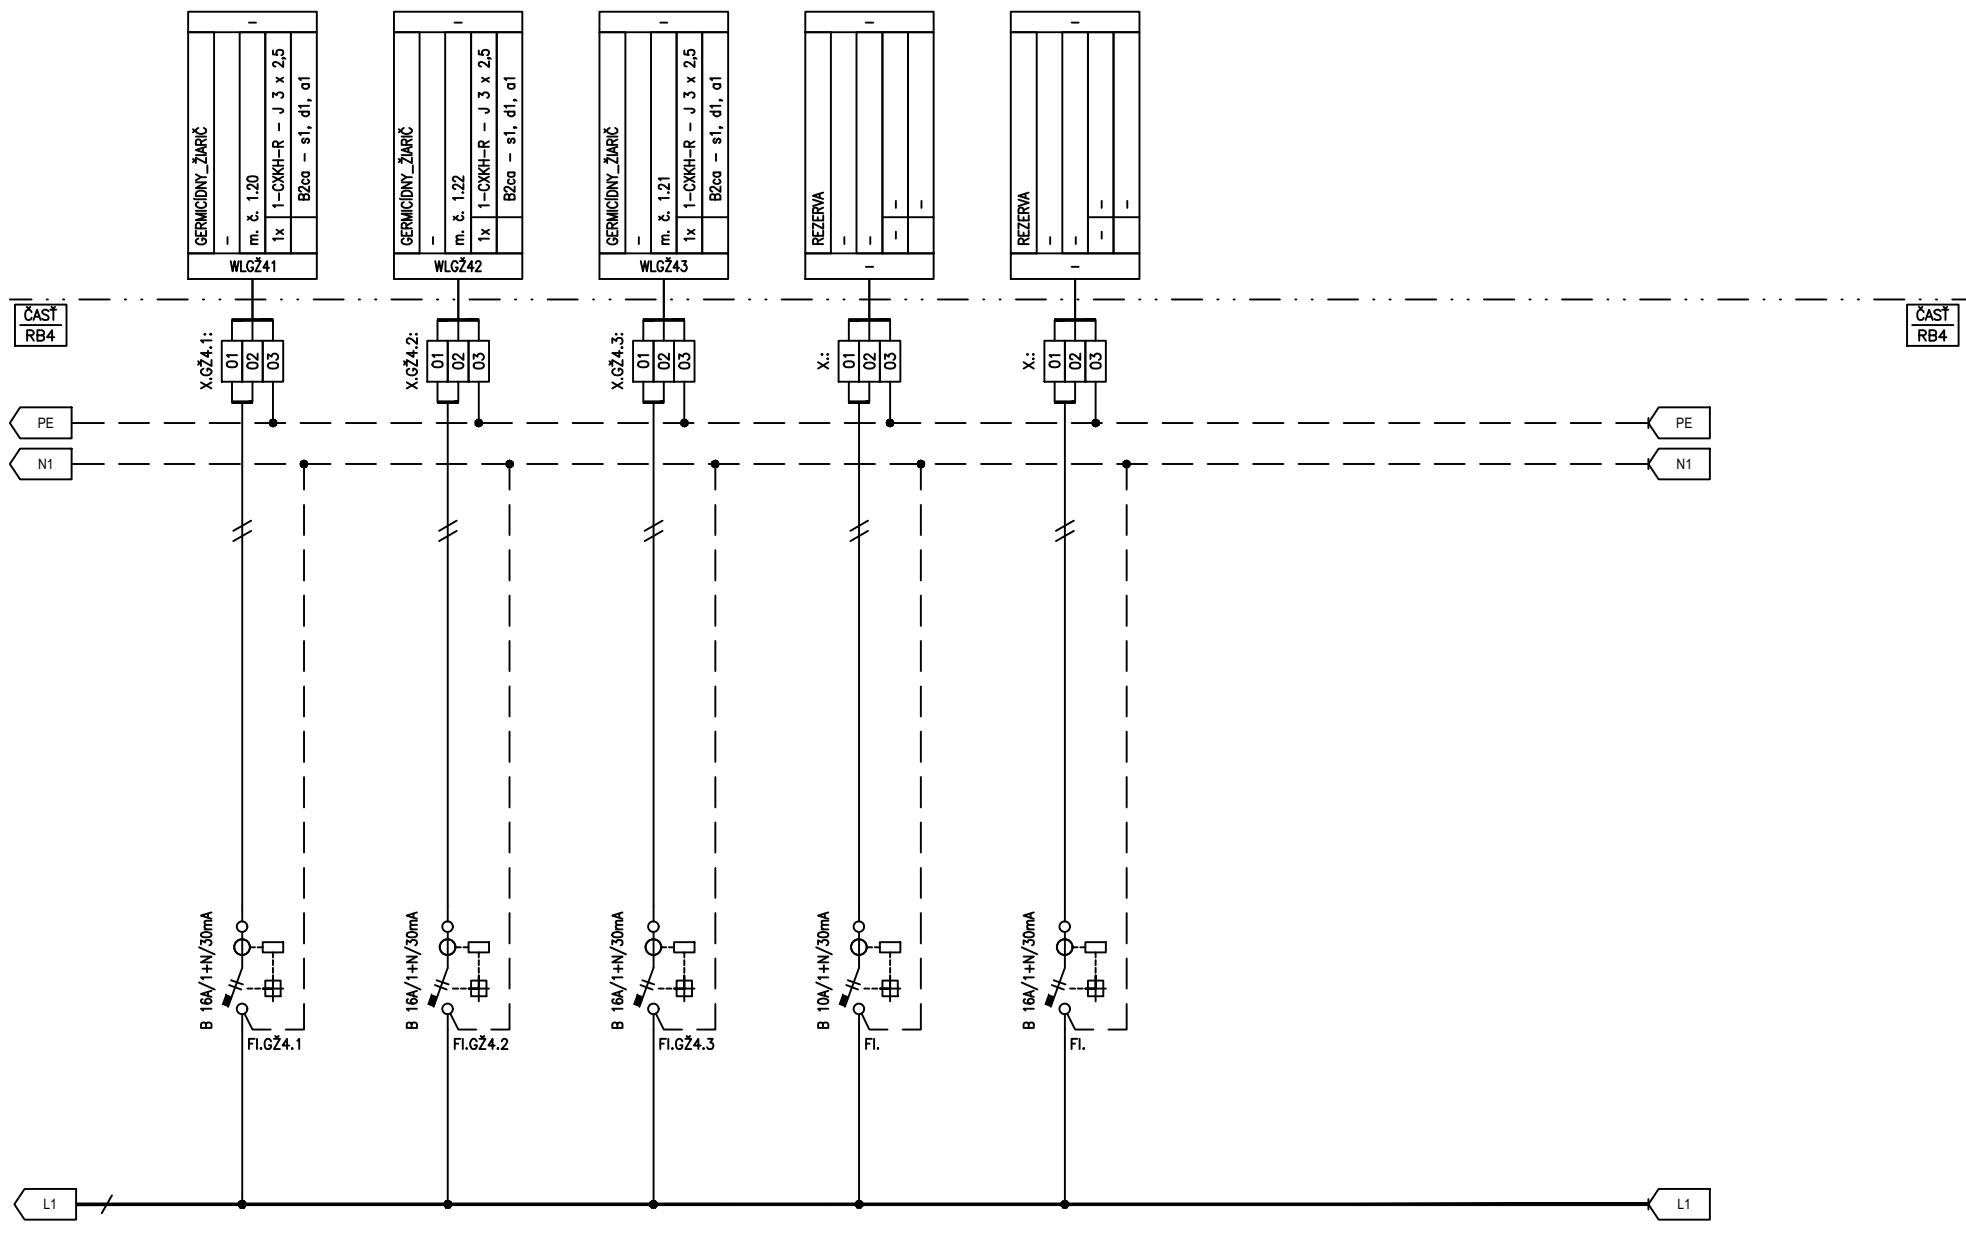 -
GERMICÍDNY_ŽIARIČ
-
m. č. 1.20
1x 1-CXKH-R - J 3 x 2,5
B2ca - s1, d1, a1
WLGŽ41
-
GERMICÍDNY_ŽIARIČ
-
m. č. 1.22
1x 1-CXKH-R - J 3 x 2,5
B2ca - s1, d1, a1
WLGŽ42
-
GERMICÍDNY_ŽIARIČ
-
m. č. 1.21
1x 1-CXKH-R - J 3 x 2,5
B2ca - s1, d1, a1
WLGŽ43
-
REZERVA
-
-
- -
-
-
-
REZERVA
-
-
- -
-
-
ČASŤ
RB4
ČASŤ
RB4
X.GŽ4.1:
01 02 03
X.GŽ4.2:
01 02 03
X.GŽ4.3:
01 02 03
X.:
01 02 03
X.:
01 02 03
PE
PE
N1
N1
B 16A/1+N/30mA
FI.GŽ4.1
B 16A/1+N/30mA
FI.GŽ4.2
B 16A/1+N/30mA
FI.GŽ4.3
B 10A/1+N/30mA
FI.
B 16A/1+N/30mA
FI.
L1
L1